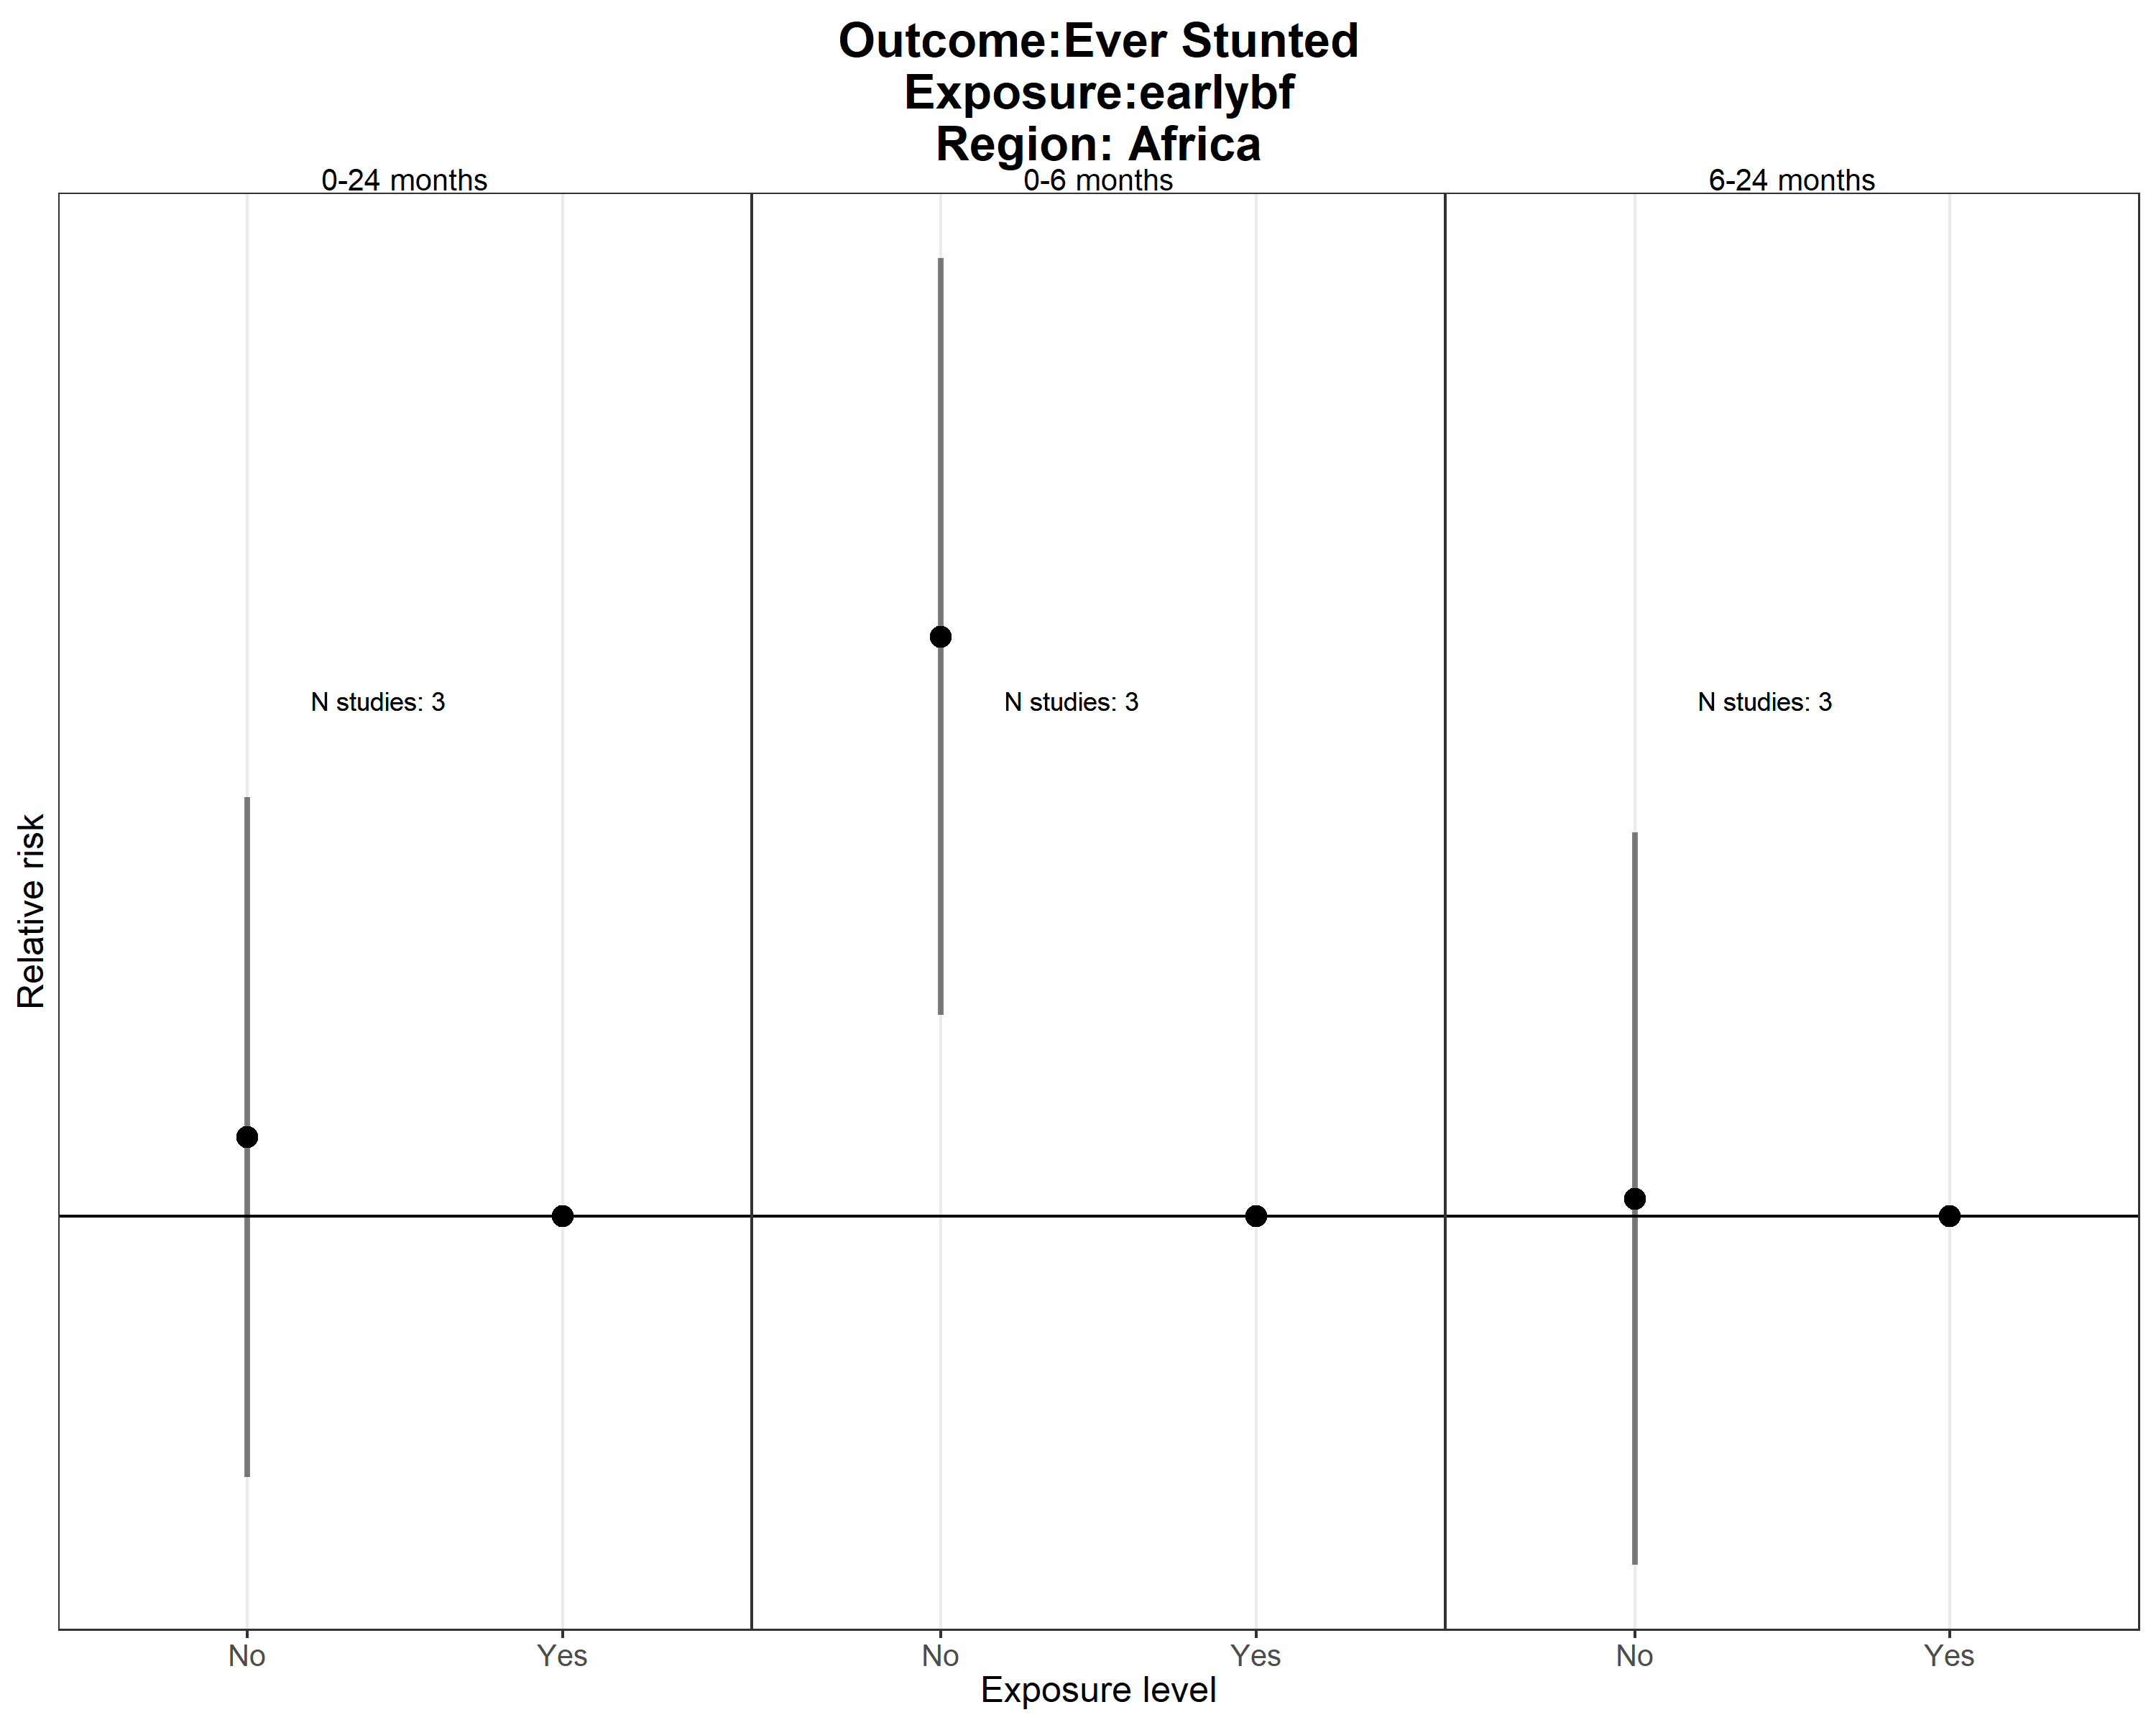 Outcome:Ever Stunted
Exposure:earlybf
Region: Africa
0-24 months
0-6 months
6-24 months
N studies: 3
N studies: 3
N studies: 3
Relative risk
No
Yes
No
Yes
No
Yes
Exposure level